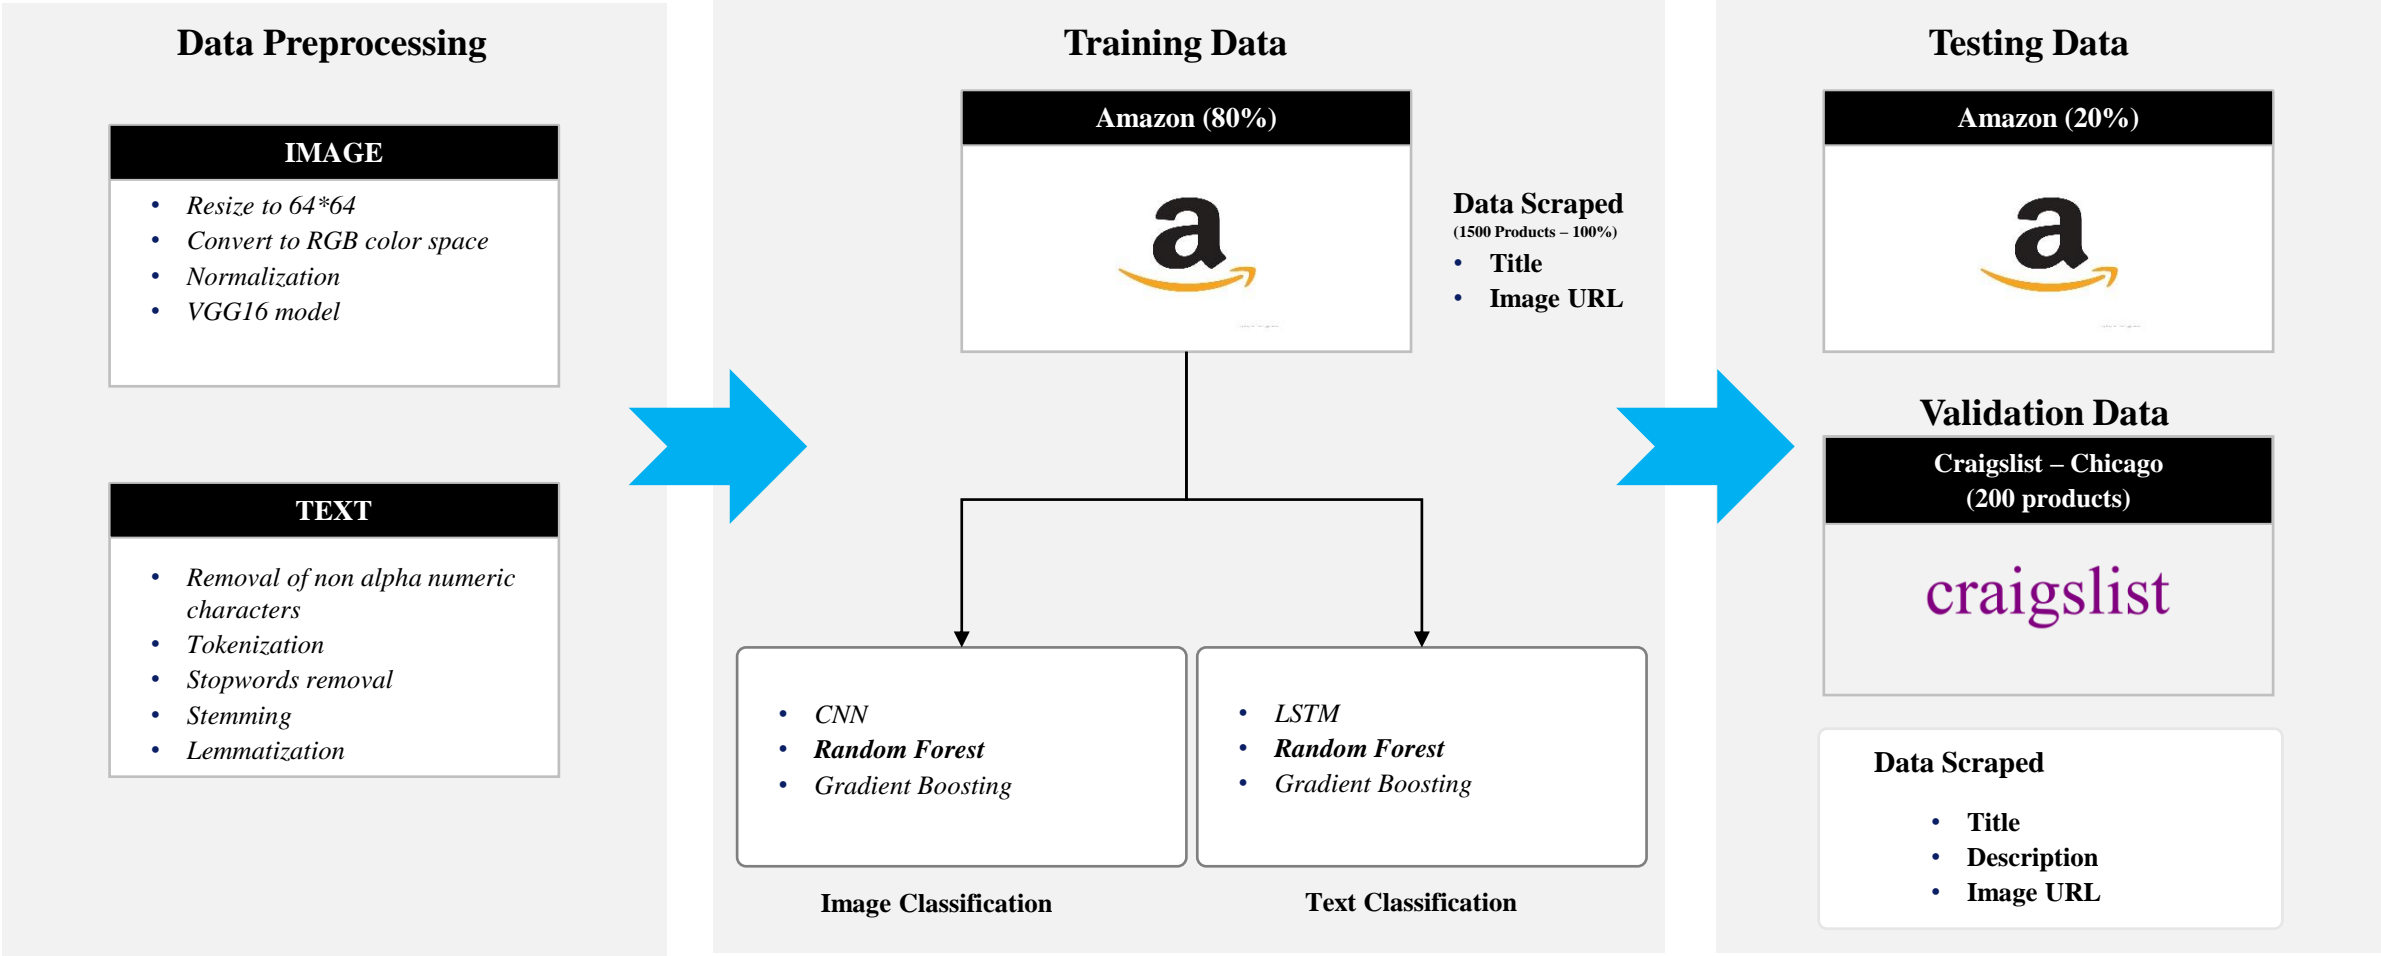 Data Preprocessing
IMAGE
• Resize to 64*64
• Convert to RGB color space
• Normalization
• VGG16 model
TEXT
• Removal of non alpha numeric
characters
• Tokenization
• Stopwords removal
• Stemming
• Lemmatization
Training Data
Amazon (80%)
a
Data Scraped
(1500 Products – 100%)
• Title
• Image URL
• CNN
• Random Forest
• Gradient Boosting
Image Classification
• LSTM
• Random Forest
• Gradient Boosting
Text Classification
Testing Data
Amazon (20%)
a
Validation Data
Craigslist – Chicago
(200 products)
craigslist
Data Scraped
• Title
• Description
• Image URL